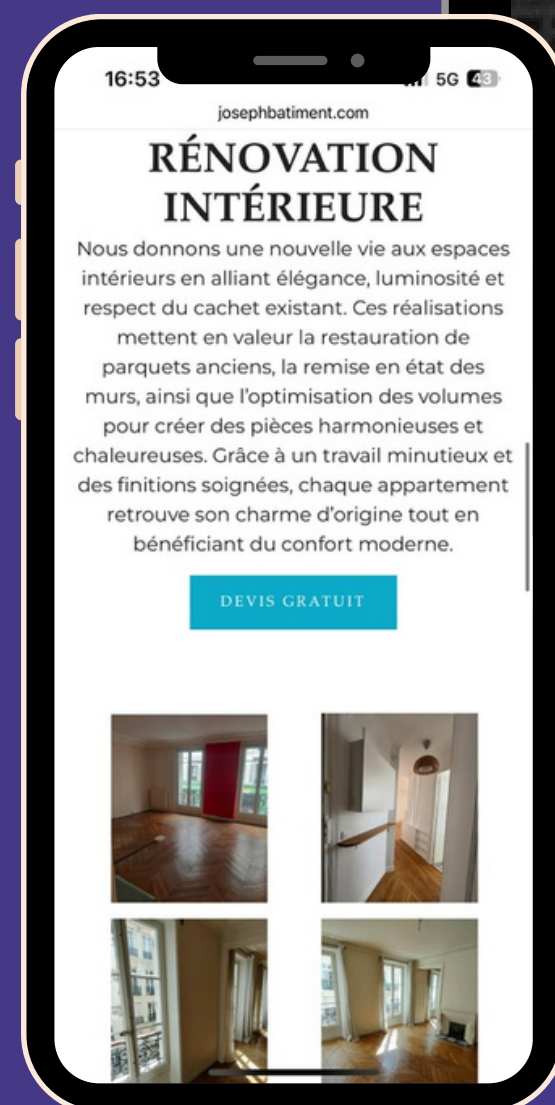 16:53
5G 43
josephbatiment.com
RÉNOVATION
INTÉRIEURE
Nous donnons une nouvelle vie aux espaces
intérieurs en alliant élégance, luminosité et
respect du cachet existant. Ces réalisations
mettent en valeur la restauration de
parquets anciens, la remise en état des
murs, ainsi que l’optimisation des volumes
pour créer des pièces harmonieuses et
chaleureuses. Grâce à un travail minutieux et
des finitions soignées, chaque appartement
retrouve son charme d’origine tout en
bénéficiant du confort moderne.
DEVIS GRATUIT